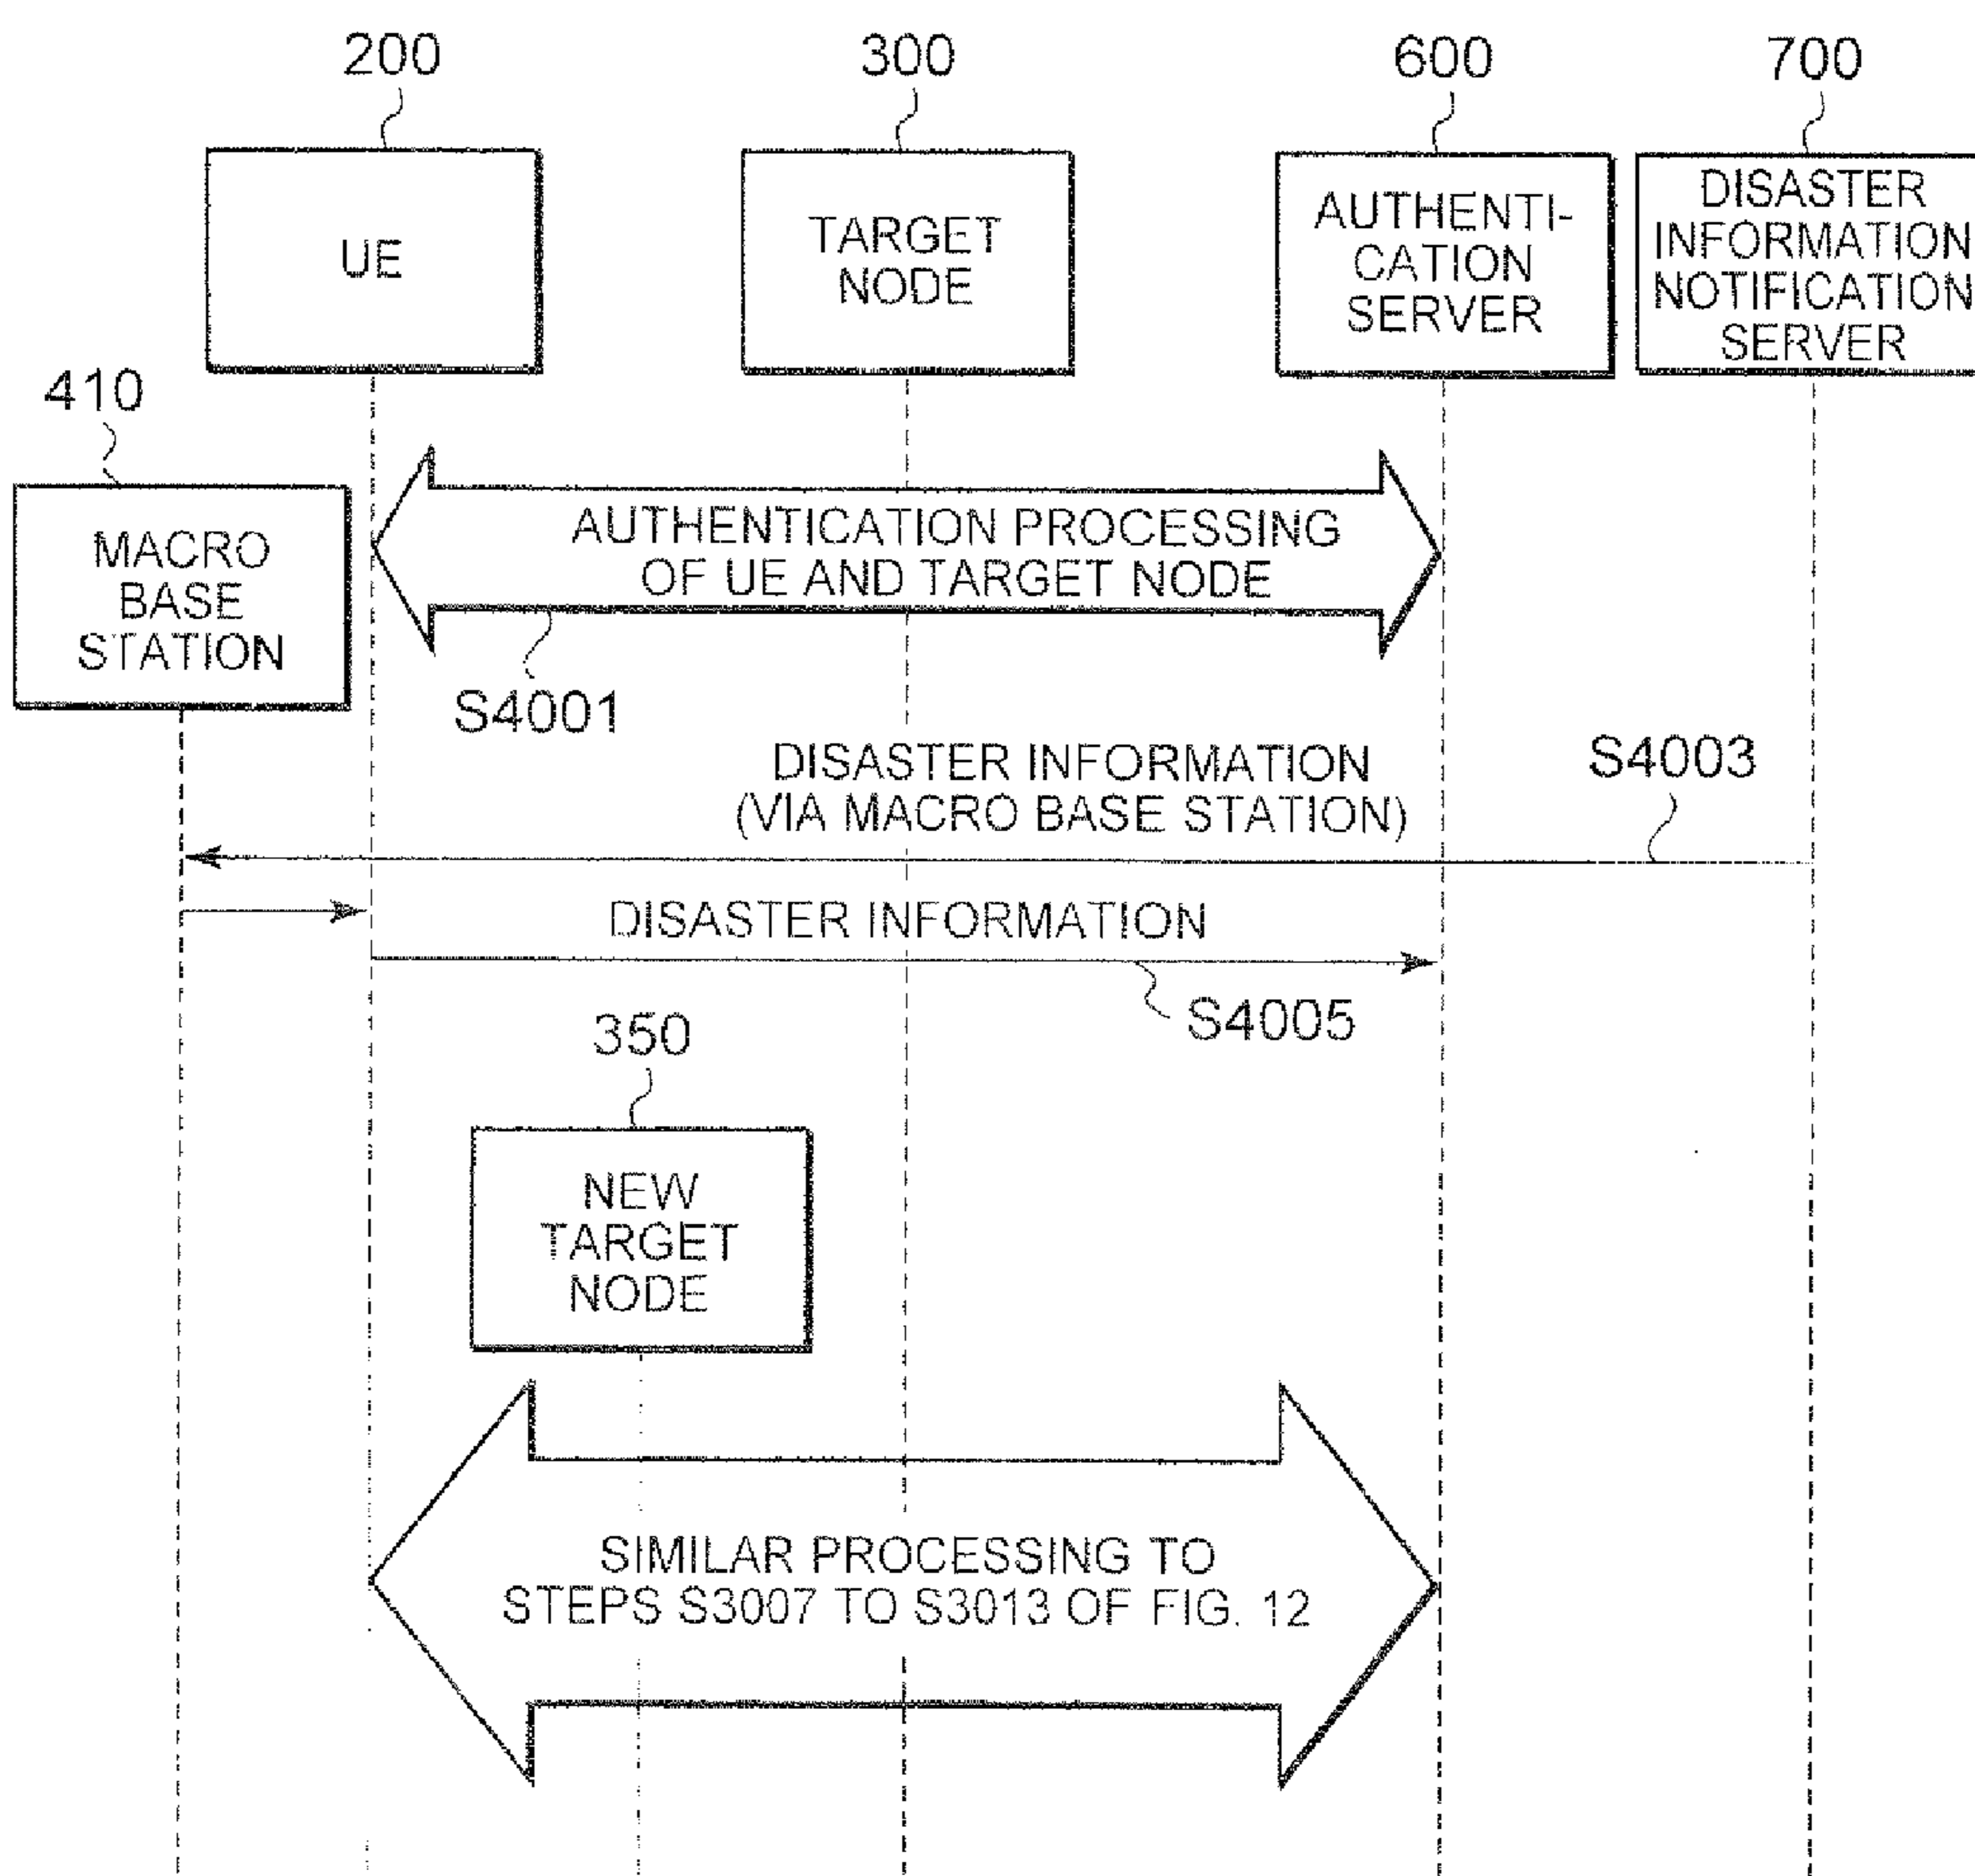 200
300
600
700
UE
TARGET
NODE
AUTHENTI-
CATION
SERVER
DISASTER
INFORMATION
NOTIFICATION
SERVER
410
MACRO
BASE
STATION
AUTHENTICATION PROCESSING
OF UE AND TARGET NODE
S4001
DISASTER INFORMATION
(VIA MACRO BASE STATION)
S4003
DISASTER INFORMATION
S4005
350
NEW
TARGET
NODE
SIMILAR PROCESSING TO
STEPS S3007 TO S3013 OF FIG. 12